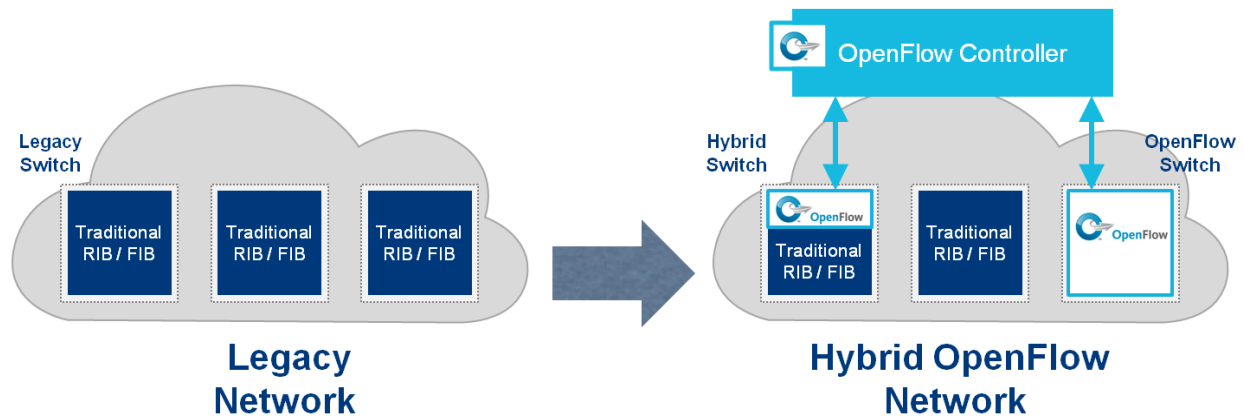 OpenFlow Controller
Legacy
Switch
Hybrid
Switch
OpenFlow
Switch
Traditional
RIB / FIB
Traditional
RIB / FIB
Traditional
RIB / FIB
OpenFlow
Traditional
RIB / FIB
Traditional
RIB / FIB
OpenFlow
Legacy
Network
Hybrid OpenFlow
Network